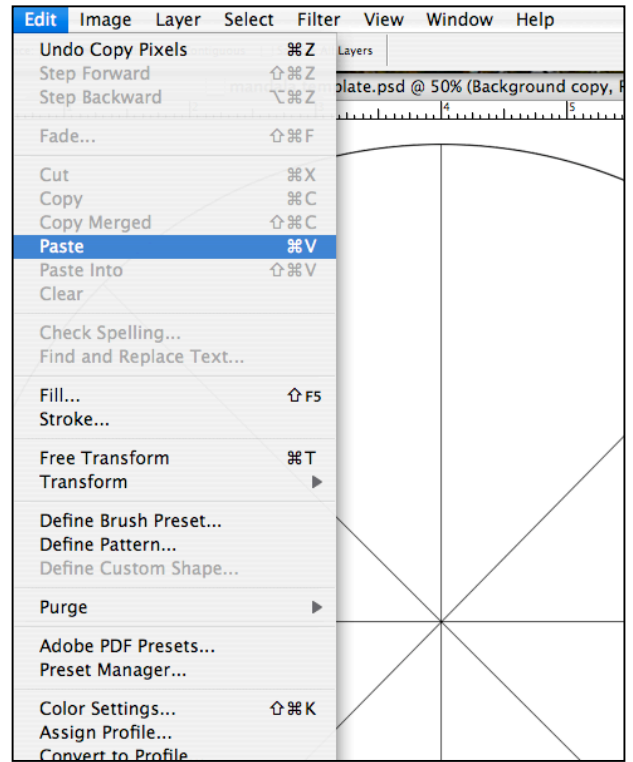 Edit Image Layer Select Filter View Window Help
Undo Copy Pixels ⌘Z
Layers
Step Forward ⇧⌘Z
Step Backward ⌥⌘Z
plate.psd @ 50% (Background copy,
4 5
Fade... ⇧⌘F
Cut ⌘X
Copy ⌘C
Copy Merged ⇧⌘C
Paste ⌘V
Paste Into ⇧⌘V
Clear
Check Spelling...
Find and Replace Text...
Fill... ⇧F5
Stroke...
Free Transform ⌘T
Transform ▶
Define Brush Preset...
Define Pattern...
Define Custom Shape...
Purge ▶
Adobe PDF Presets...
Preset Manager...
Color Settings... ⇧⌘K
Assign Profile...
Convert to Profile